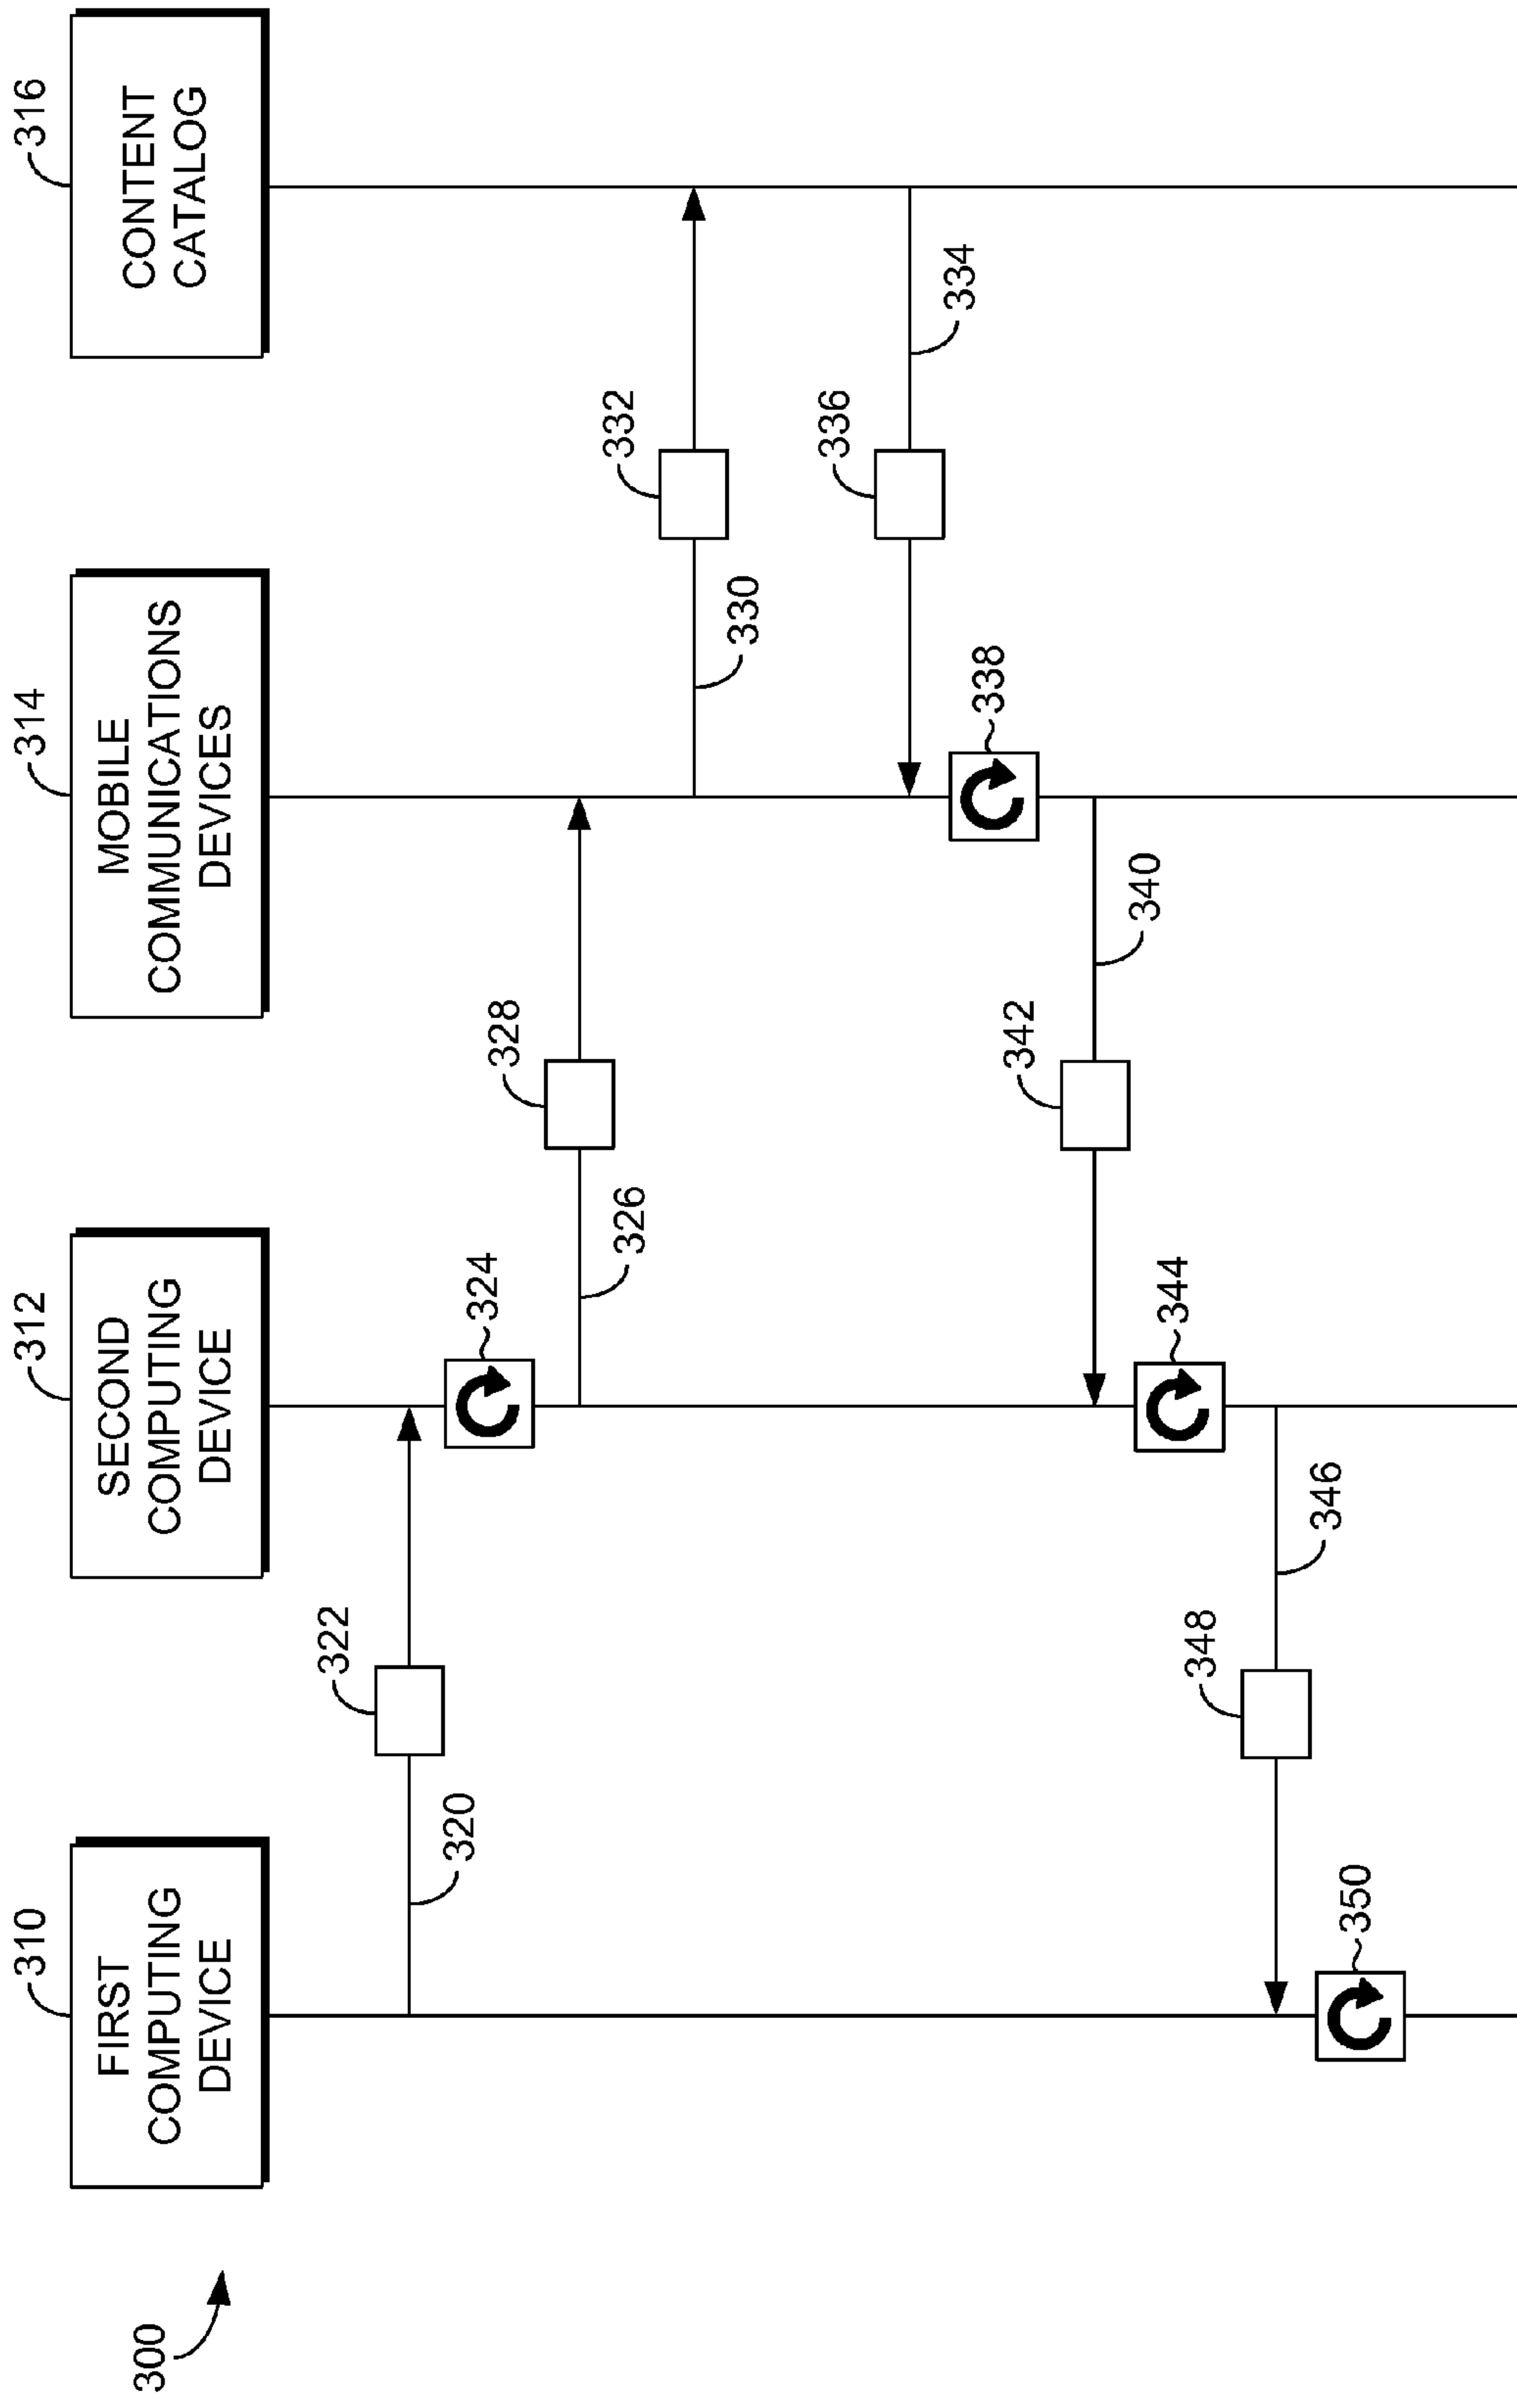 300
310
FIRST
COMPUTING
DEVICE
312
SECOND
COMPUTING
DEVICE
314
MOBILE
COMMUNICATIONS
DEVICES
316
CONTENT
CATALOG
322
320
324
328
326
332
330
336
334
338
342
340
344
348
346
350